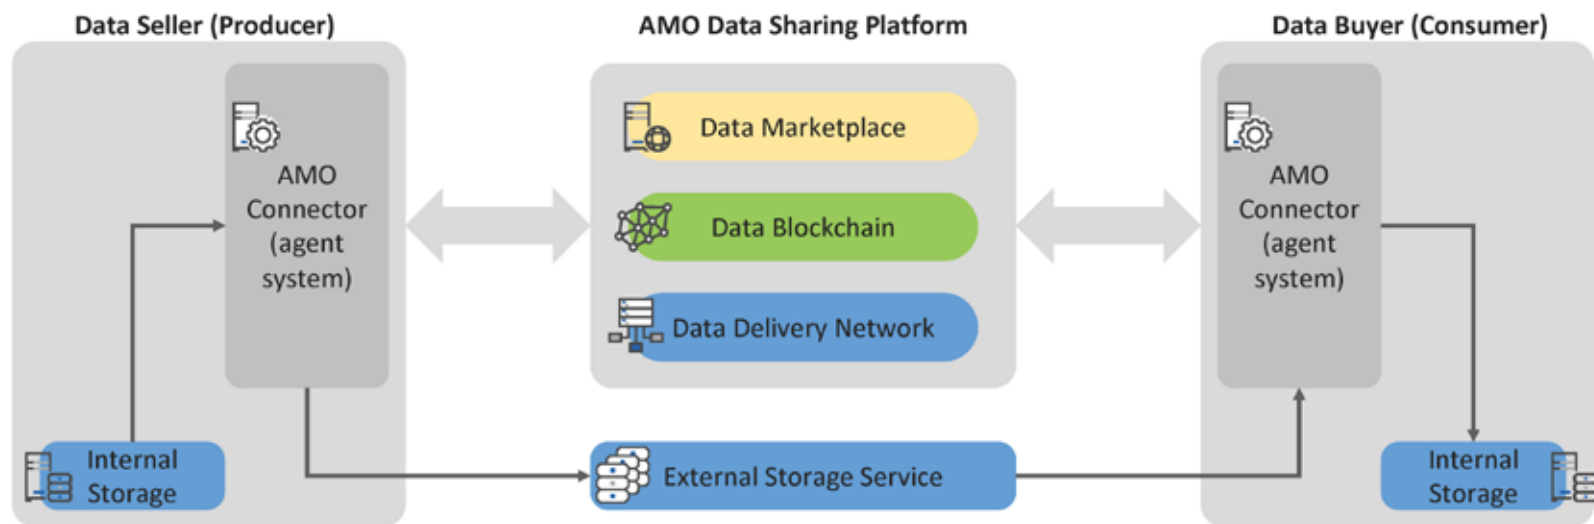 Data Seller (Producer)
AMO Data Sharing Platform
Data Buyer (Consumer)
AMO
Connector
(agent
system)
Internal
Storage
Data Marketplace
Data Blockchain
Data Delivery Network
External Storage Service
AMO
Connector
(agent
system)
Internal
Storage